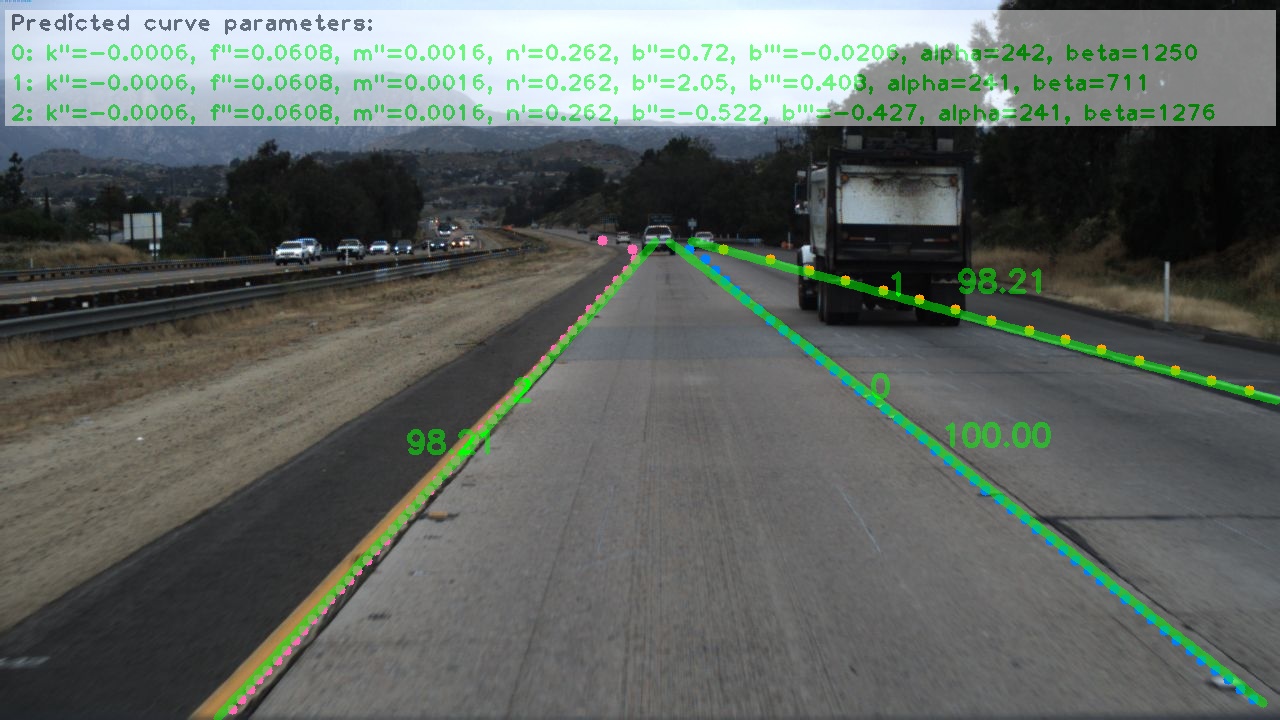 Predicted curve parameters:
0: k''=-0.0006, f''=0.0608, m''=0.0016, n'=0.262, b''=0.72, b'''=-0.0206, alpha=242, beta=1250
1: k''=-0.0006, f''=0.0608, m''=0.0016, n'=0.262, b''=2.05, b'''=0.408, alpha=241, beta=711
2: k''=-0.0006, f''=0.0608, m''=0.0016, n'=0.262, b''=-0.522, b'''=-0.427, alpha=241, beta=1276
1 98.21
2 0
98.21 100.00